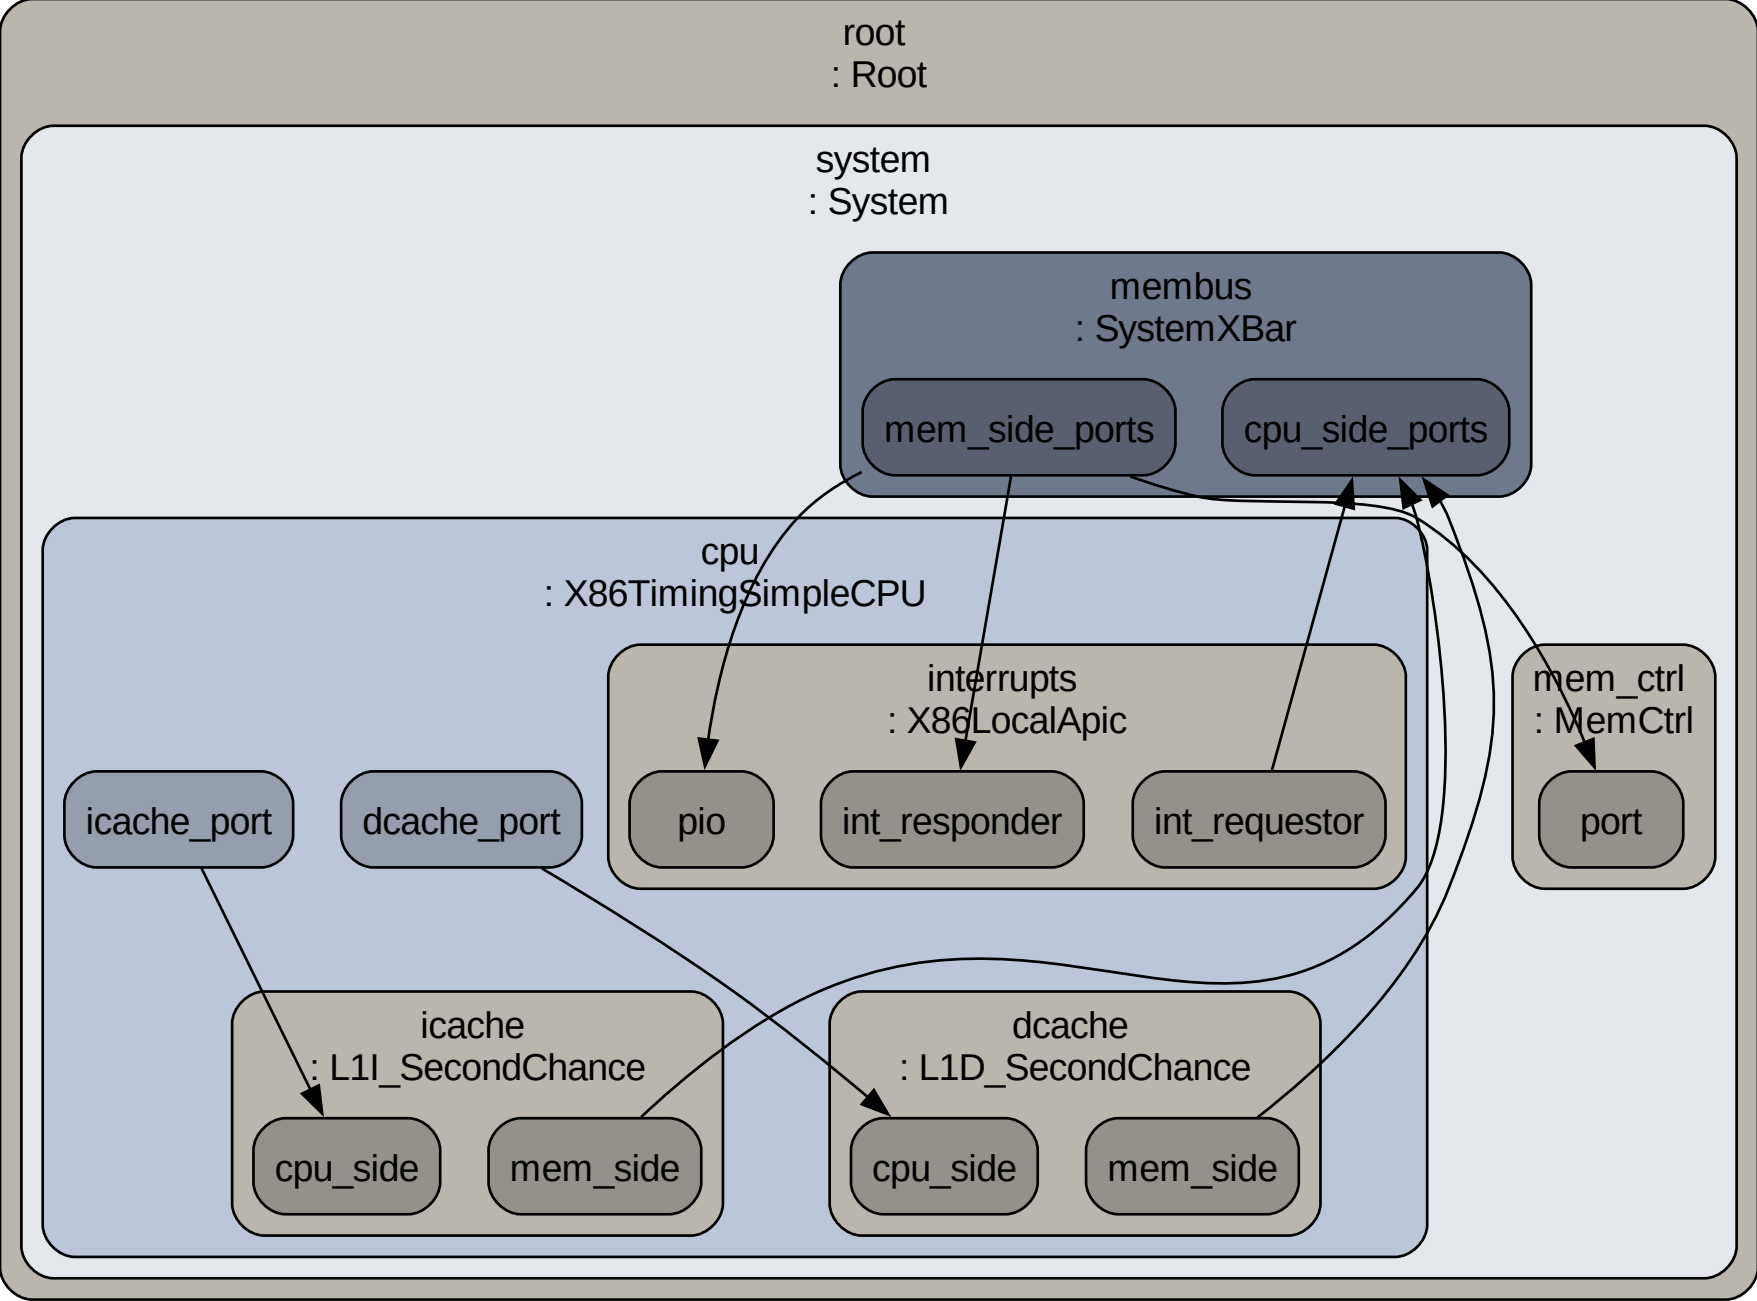 root
: Root
system
: System
membus
: SystemXBar
mem_side_ports
cpu_side_ports
cpu
: X86TimingSimpleCPU
interrupts
: X86LocalApic
mem_ctrl
: MemCtrl
icache_port
dcache_port
pio
int_responder
int_requestor
port
icache
: L1I_SecondChance
dcache
: L1D_SecondChance
cpu_side
mem_side
cpu_side
mem_side